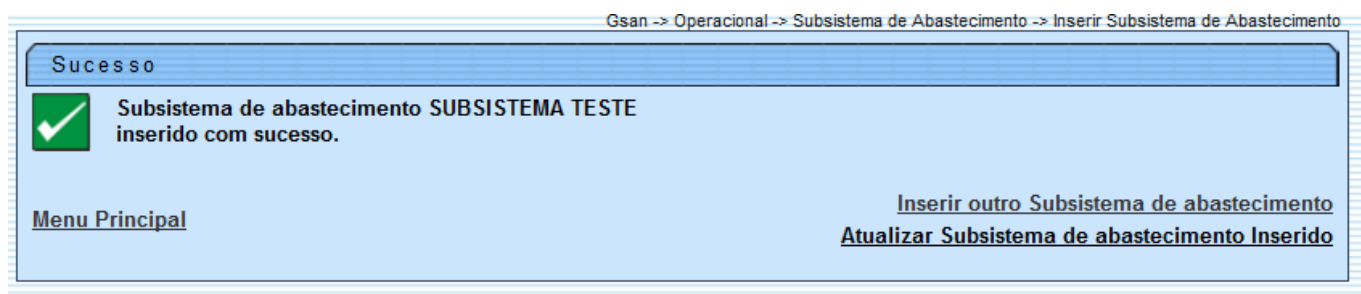 Gsan -> Operacional -> Subsistema de Abastecimento -> Inserir Subsistema de Abastecimento
Sucesso
Subsistema de abastecimento SUBSISTEMA TESTE
inserido com sucesso.
Inserir outro Subsistema de abastecimento
Menu Principal
Atualizar Subsistema de abastecimento Inserido